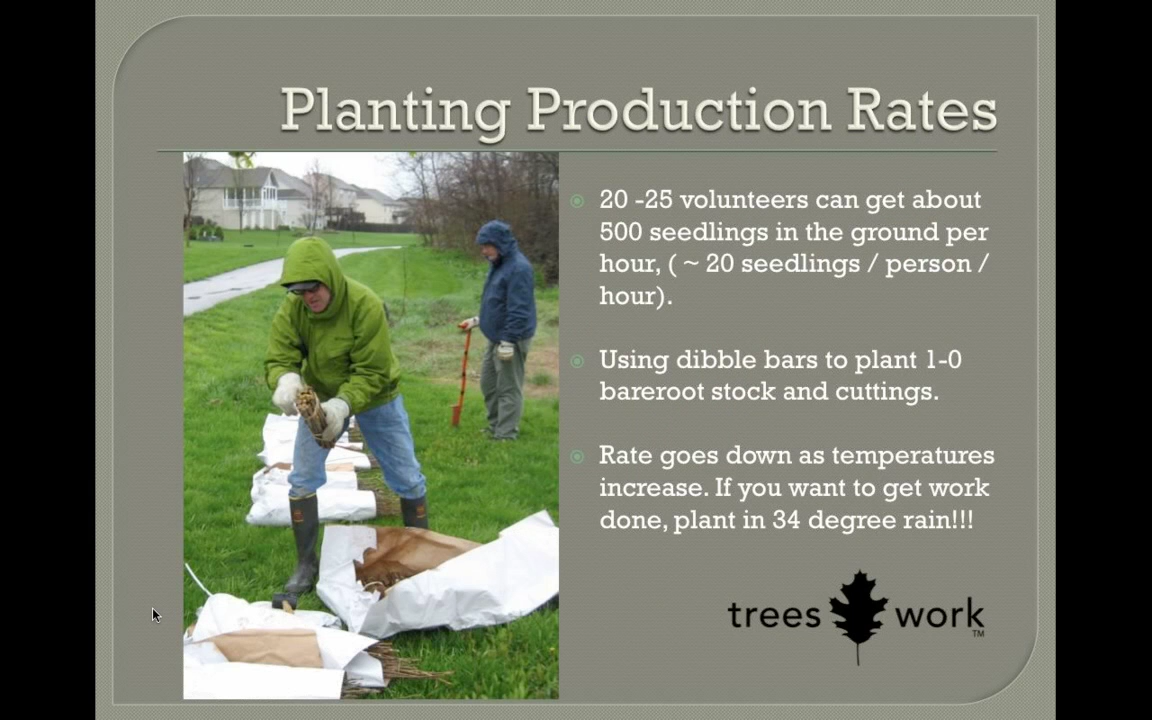 Planting Production Rates
20 -25 volunteers can get about
500 seedlings in the ground per
hour, ( ~ 20 seedlings / person /
hour).
Using dibble bars to plant 1-0
bareroot stock and cuttings.
Rate goes down as temperatures
increase. If you want to get work
done, plant in 34 degree rain!!!
trees work
TM